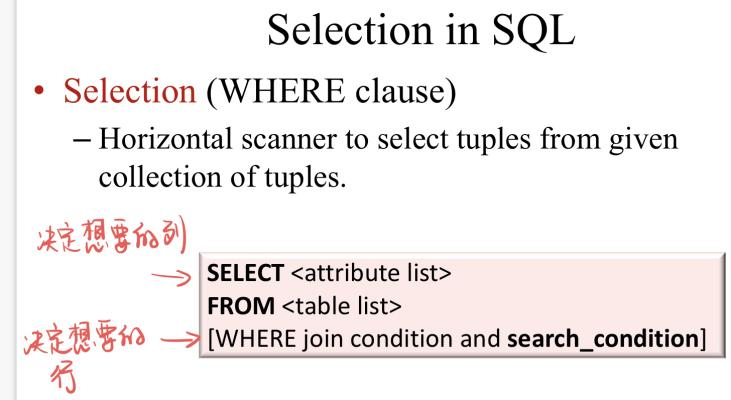 Selection in SQL
• Selection (WHERE clause)
– Horizontal scanner to select tuples from given
collection of tuples.
决定想要的列
SELECT <attribute list>
FROM <table list>
决定想要的
行
[WHERE join condition and search_condition]